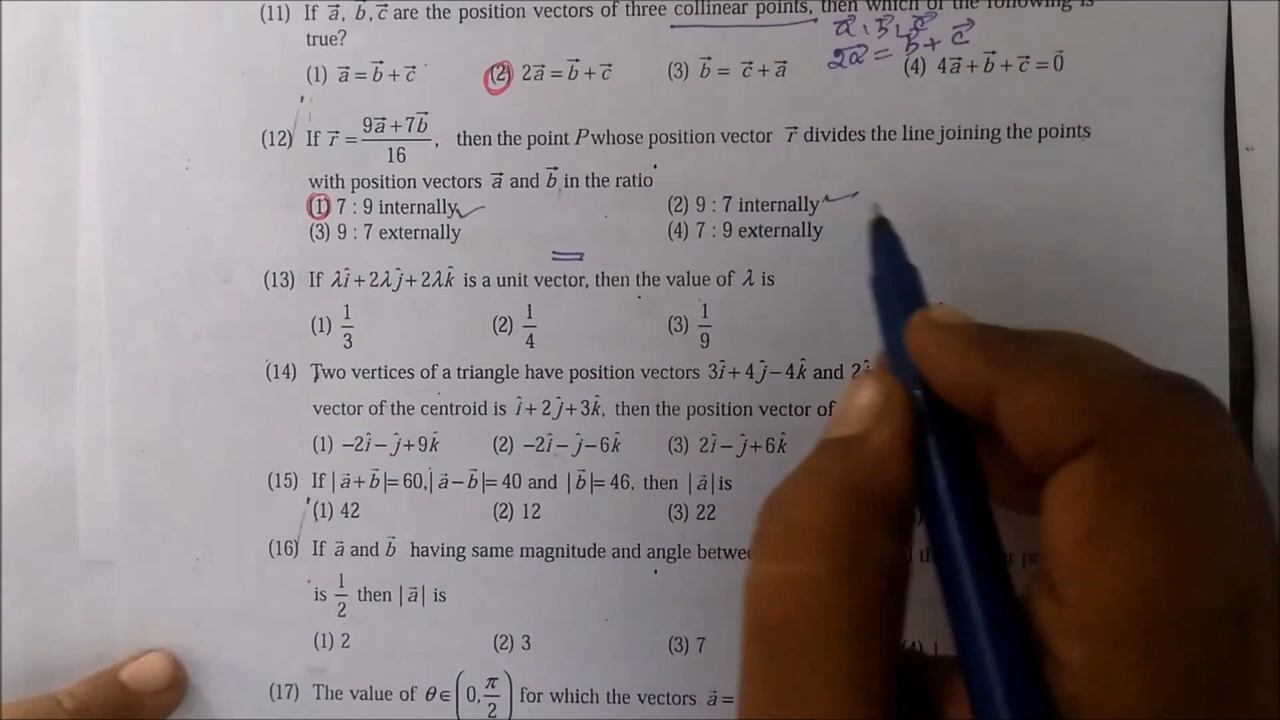 (11) If a⃗, b⃗, c⃗ are the position vectors of three collinear points, then which of the following is
a⃗, b⃗, c⃗
true?
2a⃗ = b⃗ + c⃗
(1) a⃗ = b⃗ + c⃗ (2) 2a⃗ = b⃗ + c⃗ (3) b⃗ = c⃗ + a⃗ (4) 4a⃗ + b⃗ + c⃗ = 0⃗
(12) If r⃗ = (9a⃗ + 7b⃗)/16, then the point P whose position vector r⃗ divides the line joining the points
with position vectors a⃗ and b⃗ in the ratio
(1) 7 : 9 internally (2) 9 : 7 internally
(3) 9 : 7 externally (4) 7 : 9 externally
(13) If λî + 2λĵ + 2λk̂ is a unit vector, then the value of λ is
(1) 1/3 (2) 1/4 (3) 1/9
(14) Two vertices of a triangle have position vectors 3î + 4ĵ − 4k̂ and 2î
vector of the centroid is î + 2ĵ + 3k̂, then the position vector of
(1) −2î − ĵ + 9k̂ (2) −2î − ĵ − 6k̂ (3) 2î − ĵ + 6k̂
(15) If |a⃗ + b⃗| = 60, |a⃗ − b⃗| = 40 and |b⃗| = 46, then |a⃗| is
(1) 42 (2) 12 (3) 22
(16) If a⃗ and b⃗ having same magnitude and angle
is 1/2 then |a⃗| is
(1) 2 (2) 3 (3) 7 (4) 1
(17) The value of θ ∈ (0, π/2) for which the vectors a⃗ =